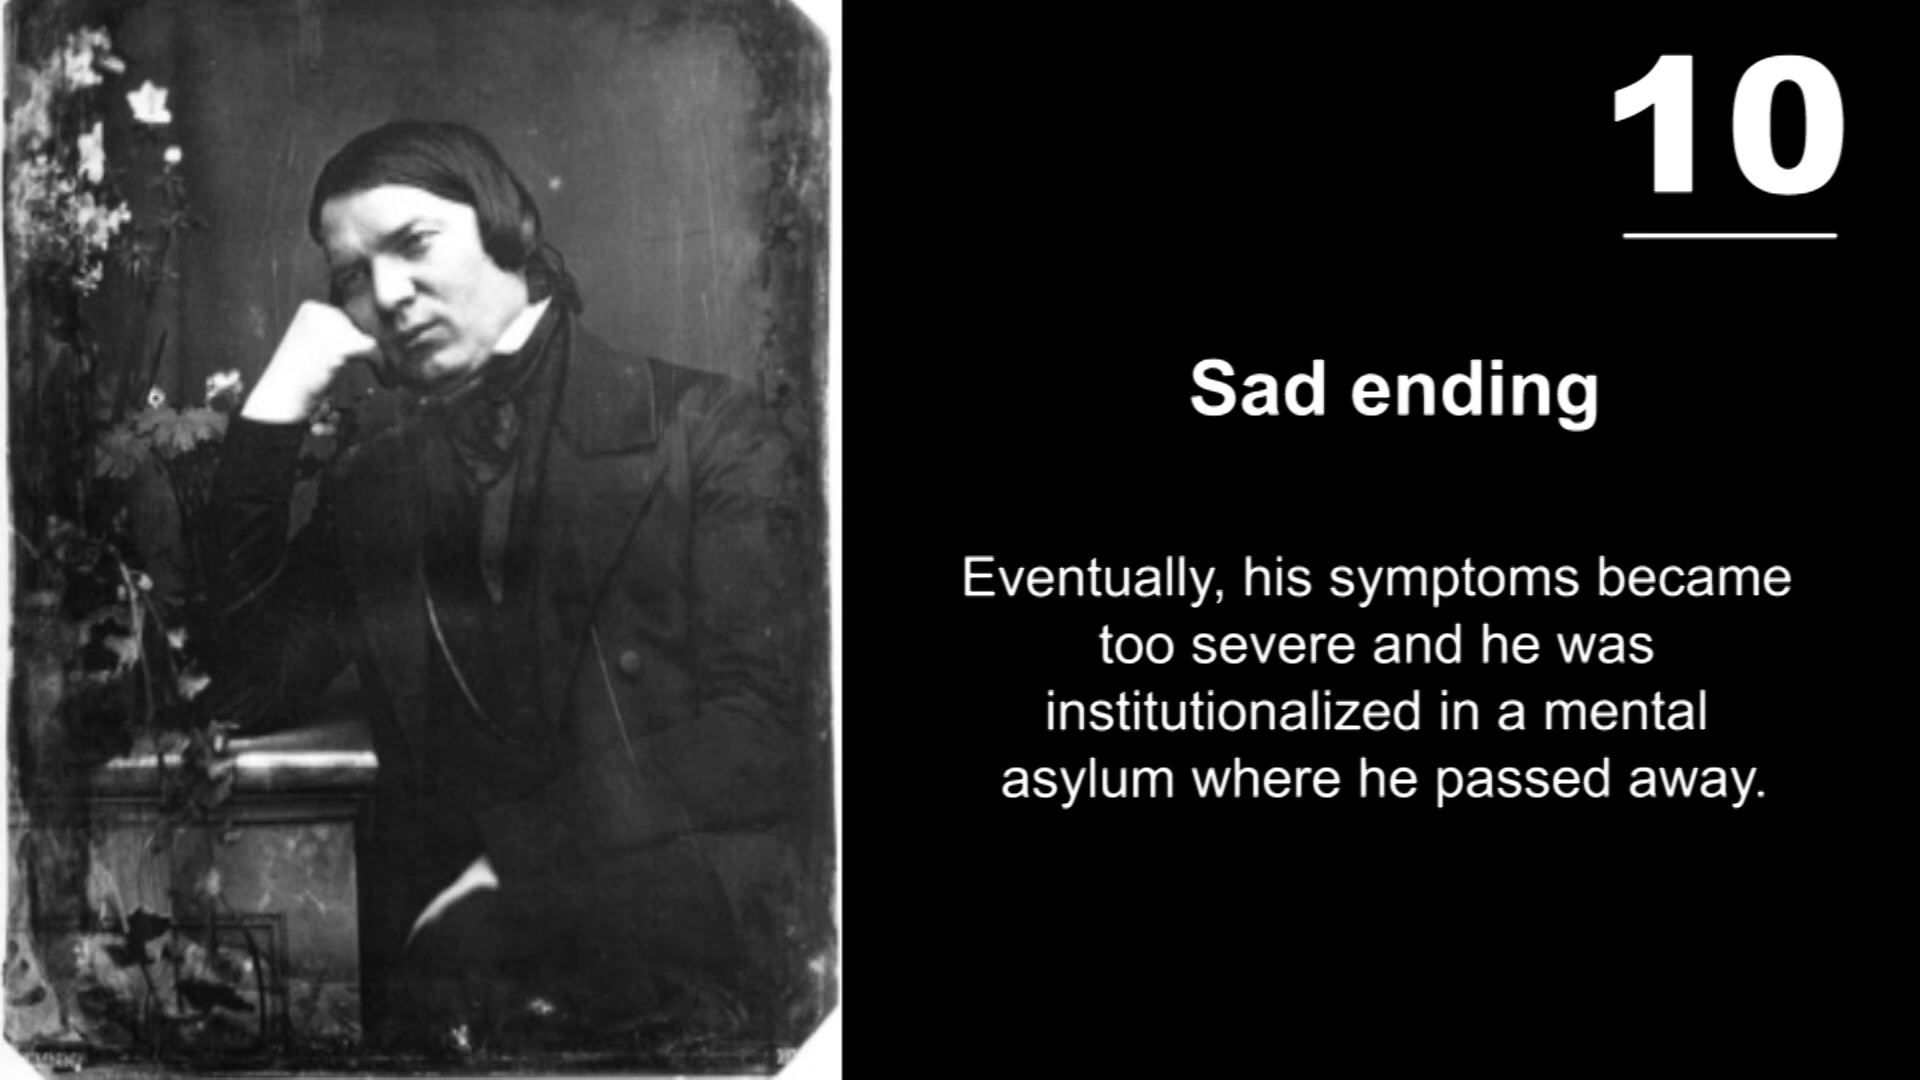 10
Sad ending
Eventually, his symptoms became
too severe and he was
institutionalized in a mental
asylum where he passed away.